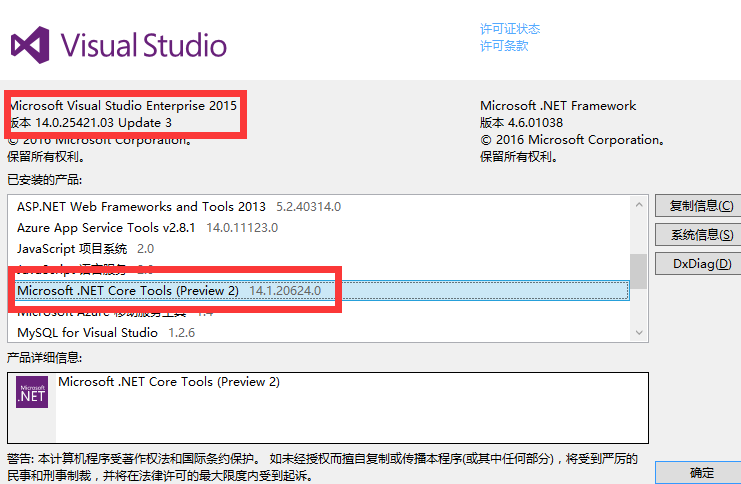 Visual Studio
许可证状态
许可条款
Microsoft Visual Studio Enterprise 2015
版本 14.0.25421.03 Update 3
© 2016 Microsoft Corporation。
保留所有权利。
Microsoft .NET Framework
版本 4.6.01038
© 2016 Microsoft Corporation。
保留所有权利。
已安装的产品:
ASP.NET Web Frameworks and Tools 2013 5.2.40314.0
Azure App Service Tools v2.8.1 14.0.11123.0
JavaScript 项目系统 2.0
JavaScript 语言服务 2.0
Microsoft .NET Core Tools (Preview 2) 14.1.20624.0
Microsoft Azure 移动服务工具 1.4
MySQL for Visual Studio 1.2.6
复制信息(C)
系统信息(S)
DxDiag(D)
产品详细信息:
Microsoft .NET
Microsoft .NET Core Tools (Preview 2)
警告: 本计算机程序受著作权法和国际条约保护。 如未经授权而擅自复制或传播本程序(或其中任何部分)，将受到严厉的
民事和刑事制裁，并将在法律许可的最大限度内受到起诉。
确定